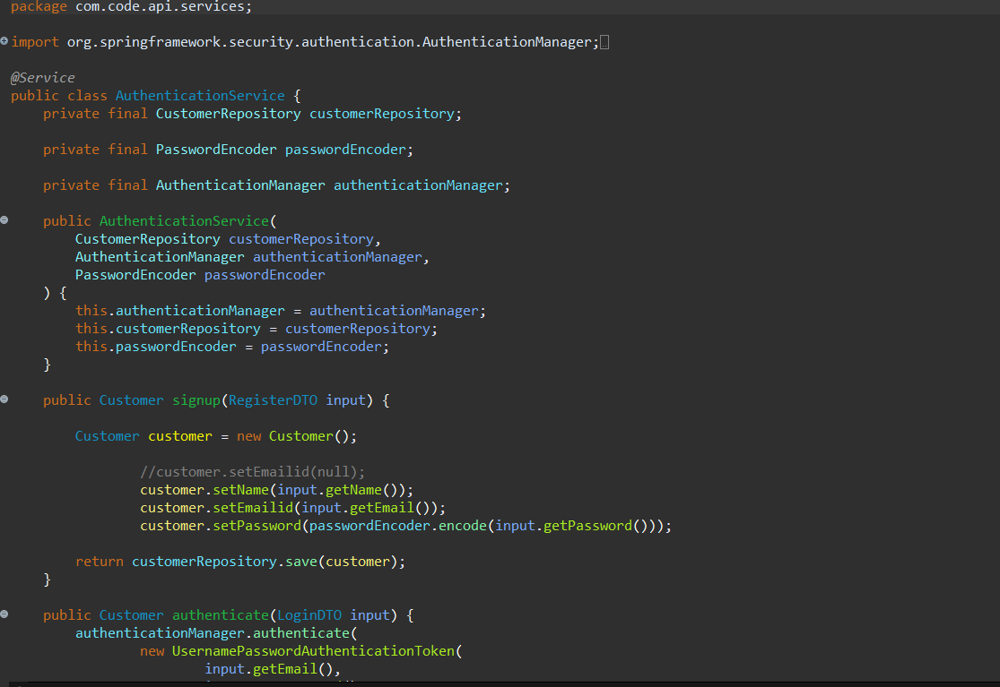 package com.code.api.services;
import org.springframework.security.authentication.AuthenticationManager;
@Service
public class AuthenticationService {
private final CustomerRepository customerRepository;
private final PasswordEncoder passwordEncoder;
private final AuthenticationManager authenticationManager;
public AuthenticationService(
CustomerRepository customerRepository,
AuthenticationManager authenticationManager,
PasswordEncoder passwordEncoder
) {
this.authenticationManager = authenticationManager;
this.customerRepository = customerRepository;
this.passwordEncoder = passwordEncoder;
}
public Customer signup(RegisterDTO input) {
Customer customer = new Customer();
//customer.setEmailid(null);
customer.setName(input.getName());
customer.setEmailid(input.getEmail());
customer.setPassword(passwordEncoder.encode(input.getPassword()));
return customerRepository.save(customer);
}
public Customer authenticate(LoginDTO input) {
authenticationManager.authenticate(
new UsernamePasswordAuthenticationToken(
input.getEmail(),